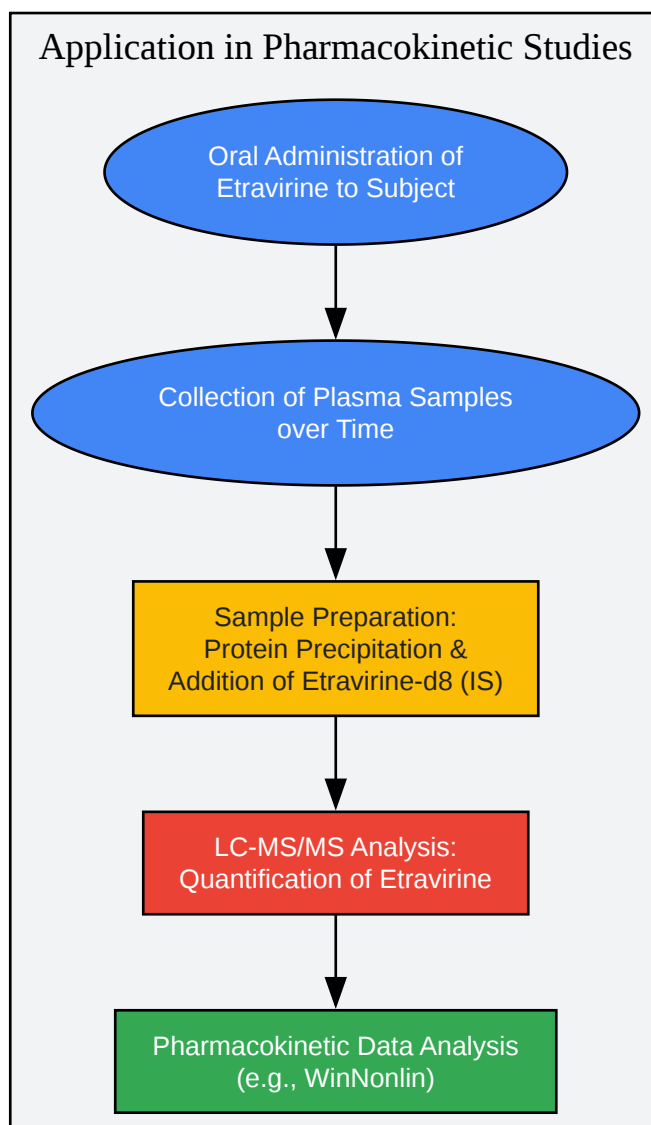 Application in Pharmacokinetic Studies
Oral Administration of
Etravirine to Subject
Collection of Plasma Samples
over Time
Sample Preparation:
Protein Precipitation &
Addition of Etravirine-d8 (IS)
LC-MS/MS Analysis:
Quantification of Etravirine
Pharmacokinetic Data Analysis
(e.g., WinNonlin)